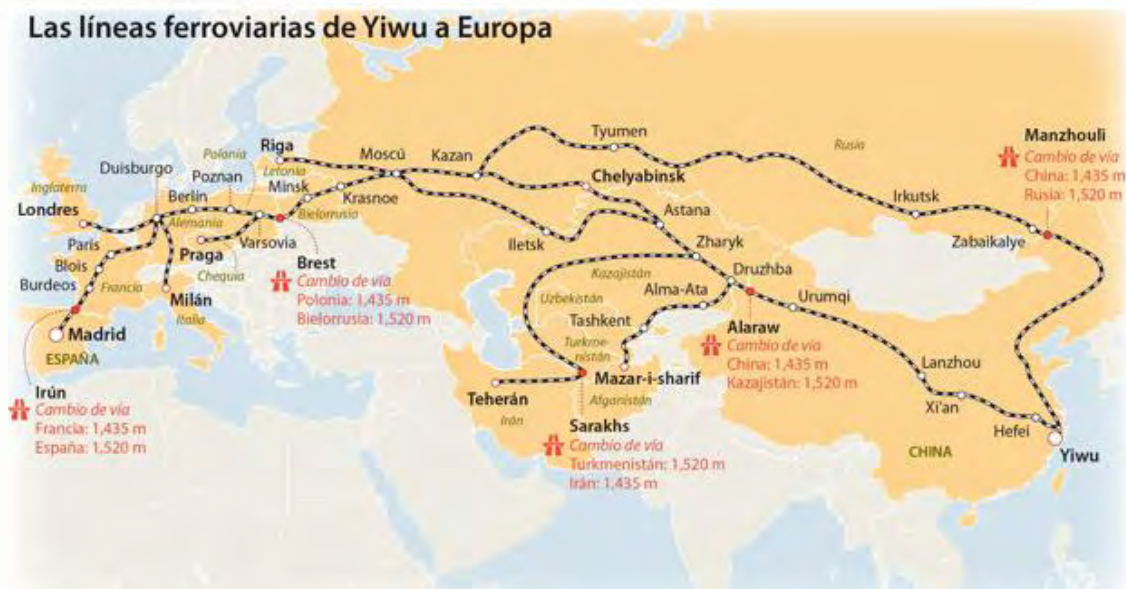 Las líneas ferroviarias de Yiwu a Europa
Riga
Letonia
Moscú
Kazan
Tyumen
Rusia
Manzhouli
Cambio de vía
China: 1,435 m
Rusia: 1,520 m
Duisburgo
Polonia
Poznan
Berlín
Minsk
Krasnoe
Chelyabinsk
Irkutsk
Inglaterra
Londres
Alemania
Bielorrusia
Astana
Zabaikalye
Paris
Varsovia
Iletsk
Zharyk
Blois
Praga
Chequia
Brest
Cambio de vía
Polonia: 1,435 m
Bielorrusia: 1,520 m
Kazajistán
Druzhba
Burdeos
Francia
Milán
Italia
Uzbekistán
Alma-Ata
Urumqi
Madrid
ESPAÑA
Tashkent
Alaraw
Cambio de vía
China: 1,435 m
Kazajistán: 1,520 m
Turkme-
nistán
Lanzhou
Irún
Cambio de vía
Francia: 1,435 m
España: 1,520 m
Teherán
Irán
Mazar-i-sharif
Afganistán
Xi'an
Hefei
Sarakhs
Cambio de vía
Turkmenistán: 1,520 m
Irán: 1,435 m
CHINA
Yiwu